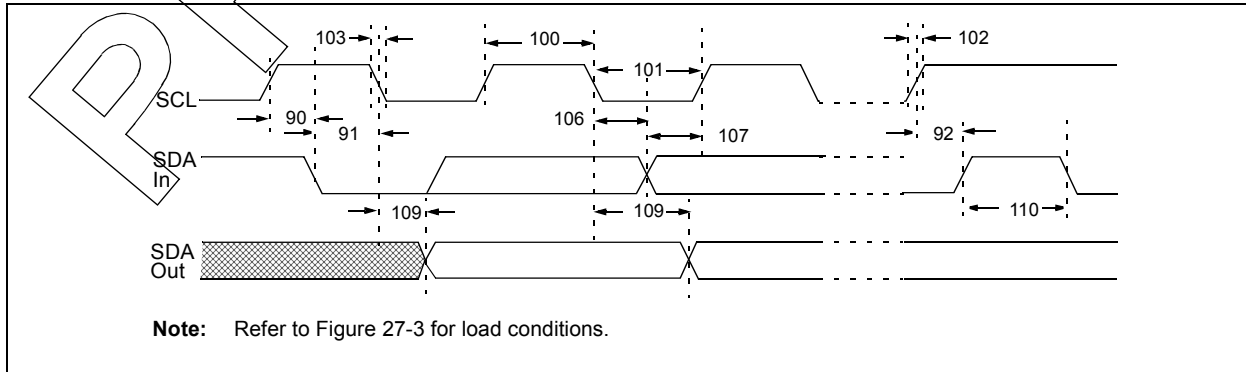 103
100
102
101
SCL
90
91
106
107
92
SDA
In
109
109
110
SDA
Out
Note: Refer to Figure 27-3 for load conditions.